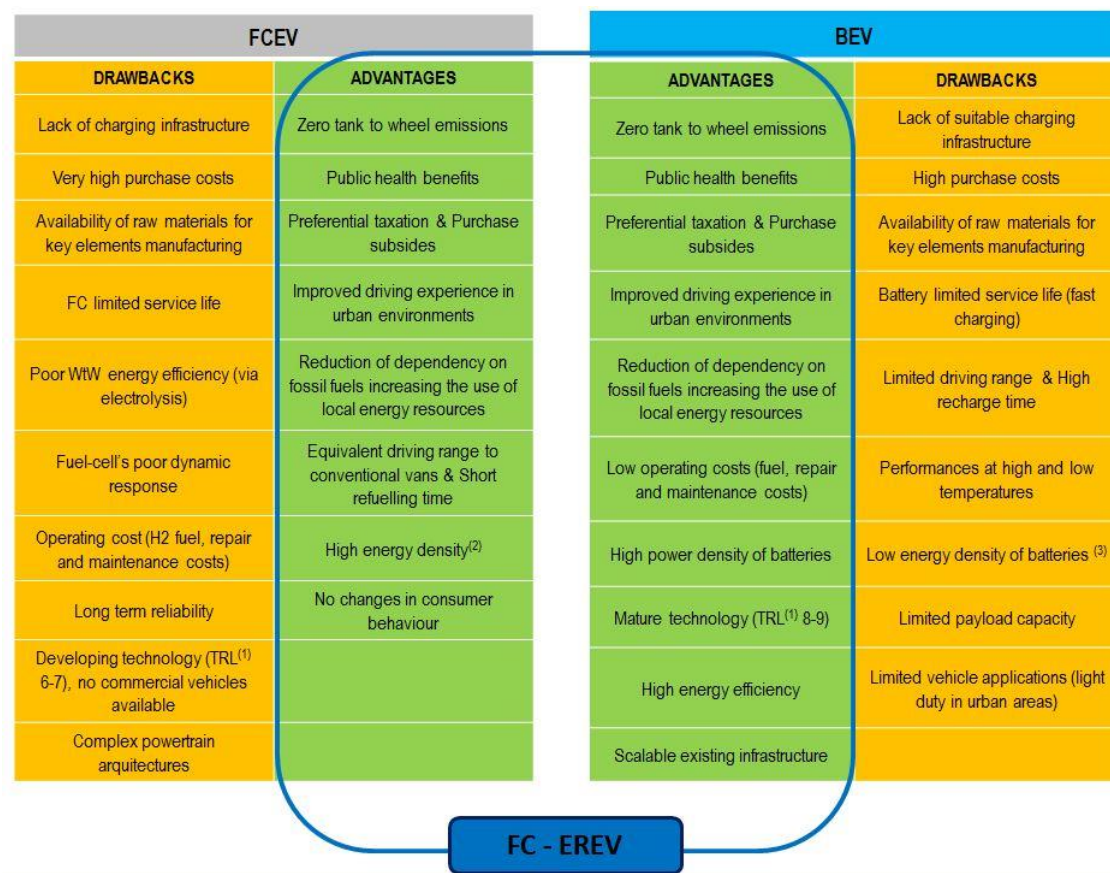 FCEV
DRAWBACKS
Lack of charging infrastructure
Very high purchase costs
Availability of raw materials for
key elements manufacturing
FC limited service life
Poor WtW energy efficiency (via
electrolysis)
Fuel-cell's poor dynamic
response
Operating cost (H2 fuel, repair
and maintenance costs)
Long term reliability
Developing technology (TRL(1)
6-7), no commercial vehicles
available
Complex powertrain
arquitectures
ADVANTAGES
Zero tank to wheel emissions
Public health benefits
Preferential taxation & Purchase
subsides
Improved driving experience in
urban environments
Reduction of dependency on
fossil fuels increasing the use of
local energy resources
Equivalent driving range to
conventional vans & Short
refuelling time
High energy density(2)
No changes in consumer
behaviour
BEV
ADVANTAGES
Zero tank to wheel emissions
Public health benefits
Preferential taxation & Purchase
subsides
Improved driving experience in
urban environments
Reduction of dependency on
fossil fuels increasing the use of
local energy resources
Low operating costs (fuel, repair
and maintenance costs)
High power density of batteries
Mature technology (TRL(1) 8-9)
High energy efficiency
Scalable existing infrastructure
DRAWBACKS
Lack of suitable charging
infrastructure
High purchase costs
Availability of raw materials for
key elements manufacturing
Battery limited service life (fast
charging)
Limited driving range & High
recharge time
Performances at high and low
temperatures
Low energy density of batteries (3)
Limited payload capacity
Limited vehicle applications (light
duty in urban areas)
FC - EREV